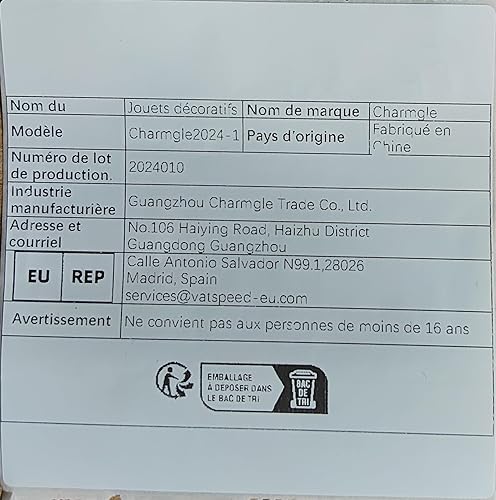 Nom du Jouets décoratifs Nom de marque Charmgle
Modèle Charmgle2024-1 Pays d'origine Fabriqué en
Chine
Numéro de lot
de production. 2024010
Industrie
manufacturière Guangzhou Charmgle Trade Co., Ltd.
Adresse et
courriel
No.106 Haiying Road, Haizhu District
Guangdong Guangzhou
EU REP
Calle Antonio Salvador N99.1,28026
Madrid, Spain
services@vatspeed-eu.com
Avertissement Ne convient pas aux personnes de moins de 16 ans
EMBALLAGE
À DÉPOSER DANS
LE BAC DE TRI
BAC
DE
TRI